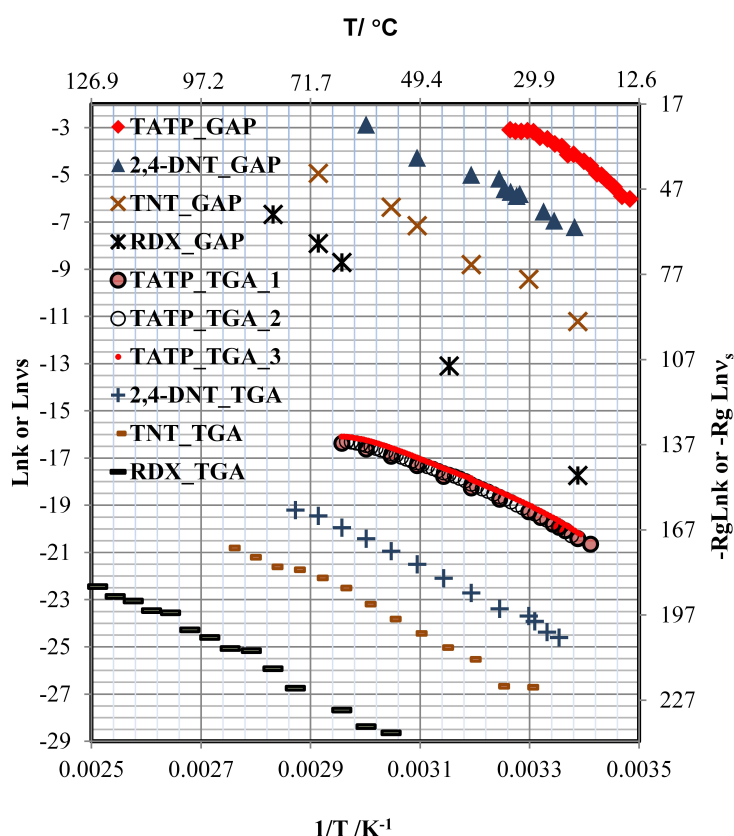 T/ °C
126.9 97.2 71.7 49.4 29.9 12.6
-3
-5
-7
-9
-11
-13
-15
-17
-19
-21
-23
-25
-27
-29
Lnk or Lnνs
TATP_GAP
2,4-DNT_GAP
TNT_GAP
RDX_GAP
TATP_TGA_1
TATP_TGA_2
TATP_TGA_3
2,4-DNT_TGA
TNT_TGA
RDX_TGA
17
47
77
107
137
167
197
227
-RgLnk or -Rg Lnνs
0.0025 0.0027 0.0029 0.0031 0.0033 0.0035
1/T /K-1